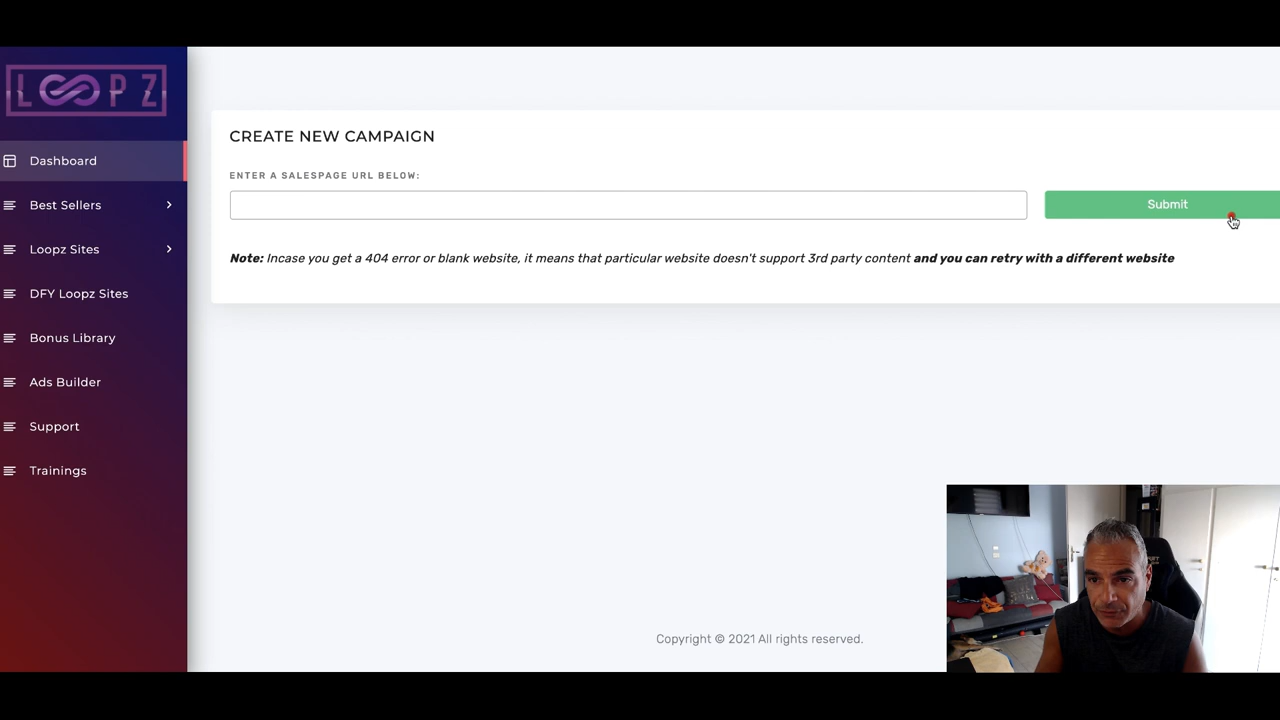 LOOPZ
Dashboard
Best Sellers
Loopz Sites
DFY Loopz Sites
Bonus Library
Ads Builder
Support
Trainings
CREATE NEW CAMPAIGN
ENTER A SALESPAGE URL BELOW:
Submit
Note: Incase you get a 404 error or blank website, it means that particular website doesn't support 3rd party content and you can retry with a different website
Copyright © 2021 All rights reserved.